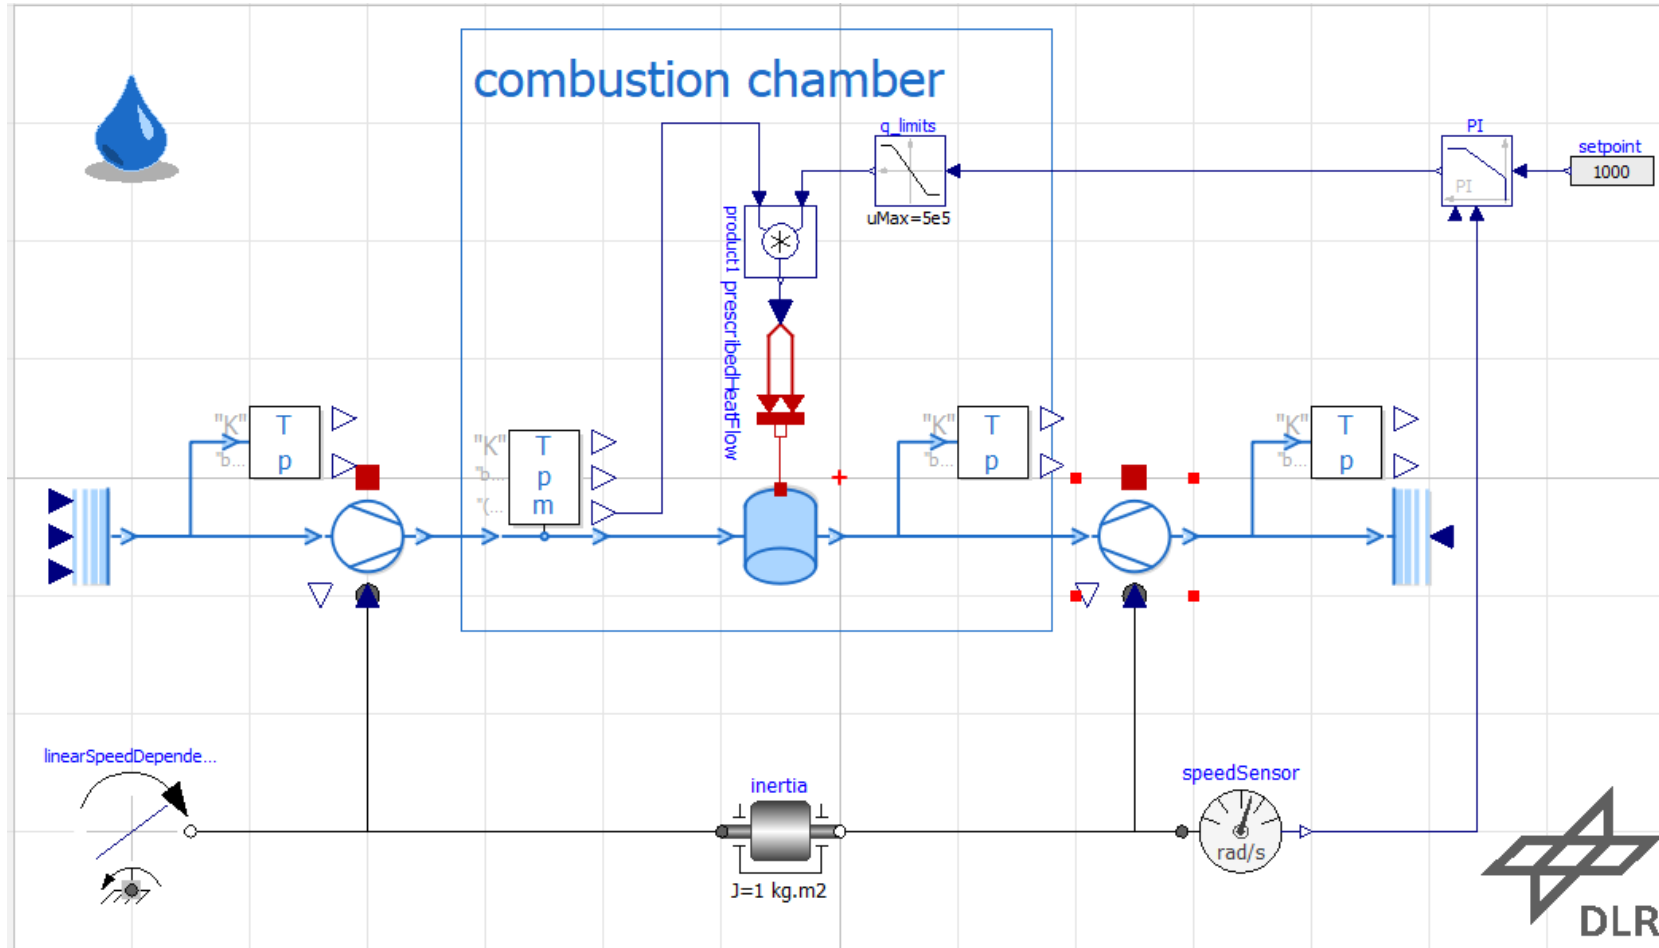 combustion chamber
q_limits
uMax=5e5
PI
PI
setpoint
1000
product1
prescribedHeatFlow
"K"
"b...
T
p
"K"
"b...
"(...
T
p
m
"K"
"b...
T
p
"K"
"b...
T
p
linearSpeedDepende...
inertia
J=1 kg.m2
speedSensor
rad/s
DLR